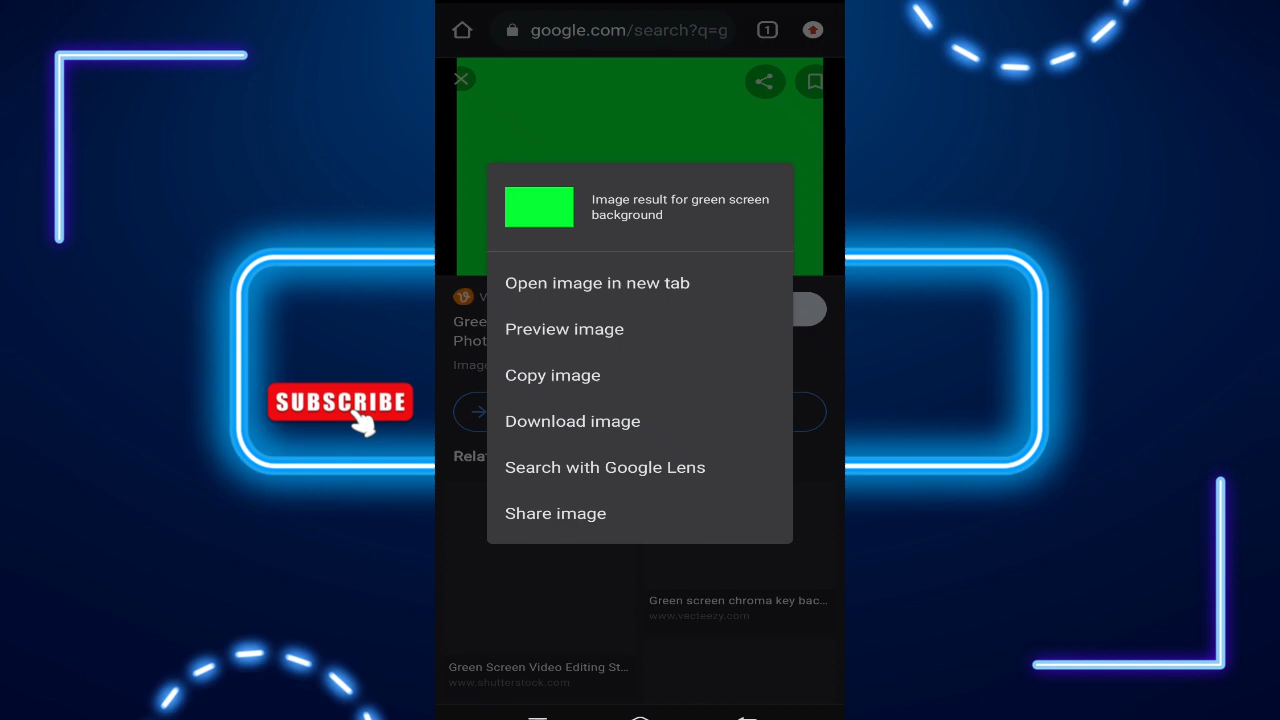 google.com/search?q=g
1
Image result for green screen
background
Open image in new tab
V
Gree
Phot
Preview image
Image
Copy image
SUBSCRIBE
Download image
Relat
Search with Google Lens
Share image
Green screen chroma key bac...
www.vecteezy.com
Green Screen Video Editing St...
www.shutterstock.com